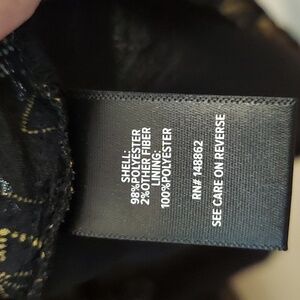 SHELL:
98%POLYESTER
2%OTHER FIBER
LINING:
100%POLYESTER
RN# 148862
SEE CARE ON REVERSE